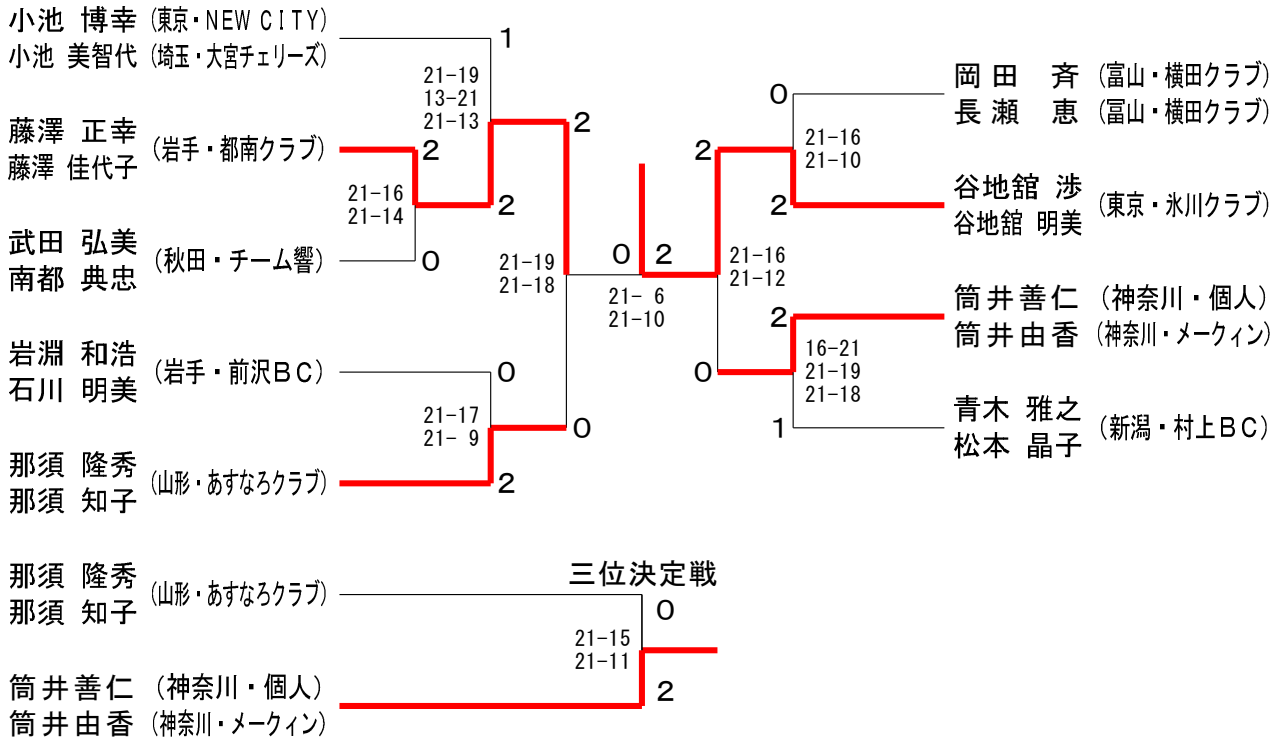 小池 博幸 (東京・NEW CITY)
小池 美智代 (埼玉・大宮チェリーズ)
1
21-19
13-21
21-13
2
藤澤 正幸
藤澤 佳代子
(岩手・都南クラブ)
2
21-16
21-14
2
武田 弘美
南都 典忠
(秋田・チーム響)
0
21-19
21-18
岩淵 和浩
石川 明美
(岩手・前沢BC)
0
21-17
21- 9
0
那須 隆秀
那須 知子
(山形・あすなろクラブ)
2
0 2
21- 6
21-10
岡田 斉 (富山・横田クラブ)
長瀬 恵 (冨山・横田クラブ)
0
21-16
21-10
2
谷地舘 渉
谷地舘 明美
(東京・氷川クラブ)
2
21-16
21-12
筒井善仁 (神奈川・個人)
筒井由香 (神奈川・メークィン)
2
16-21
21-19
21-18
0
青木 雅之
松本 晶子
(新潟・村上BC)
1
三位決定戦
那須 隆秀
那須 知子
(山形・あすなろクラブ)
0
21-15
21-11
筒井善仁 (神奈川・個人)
筒井由香 (神奈川・メークィン)
2